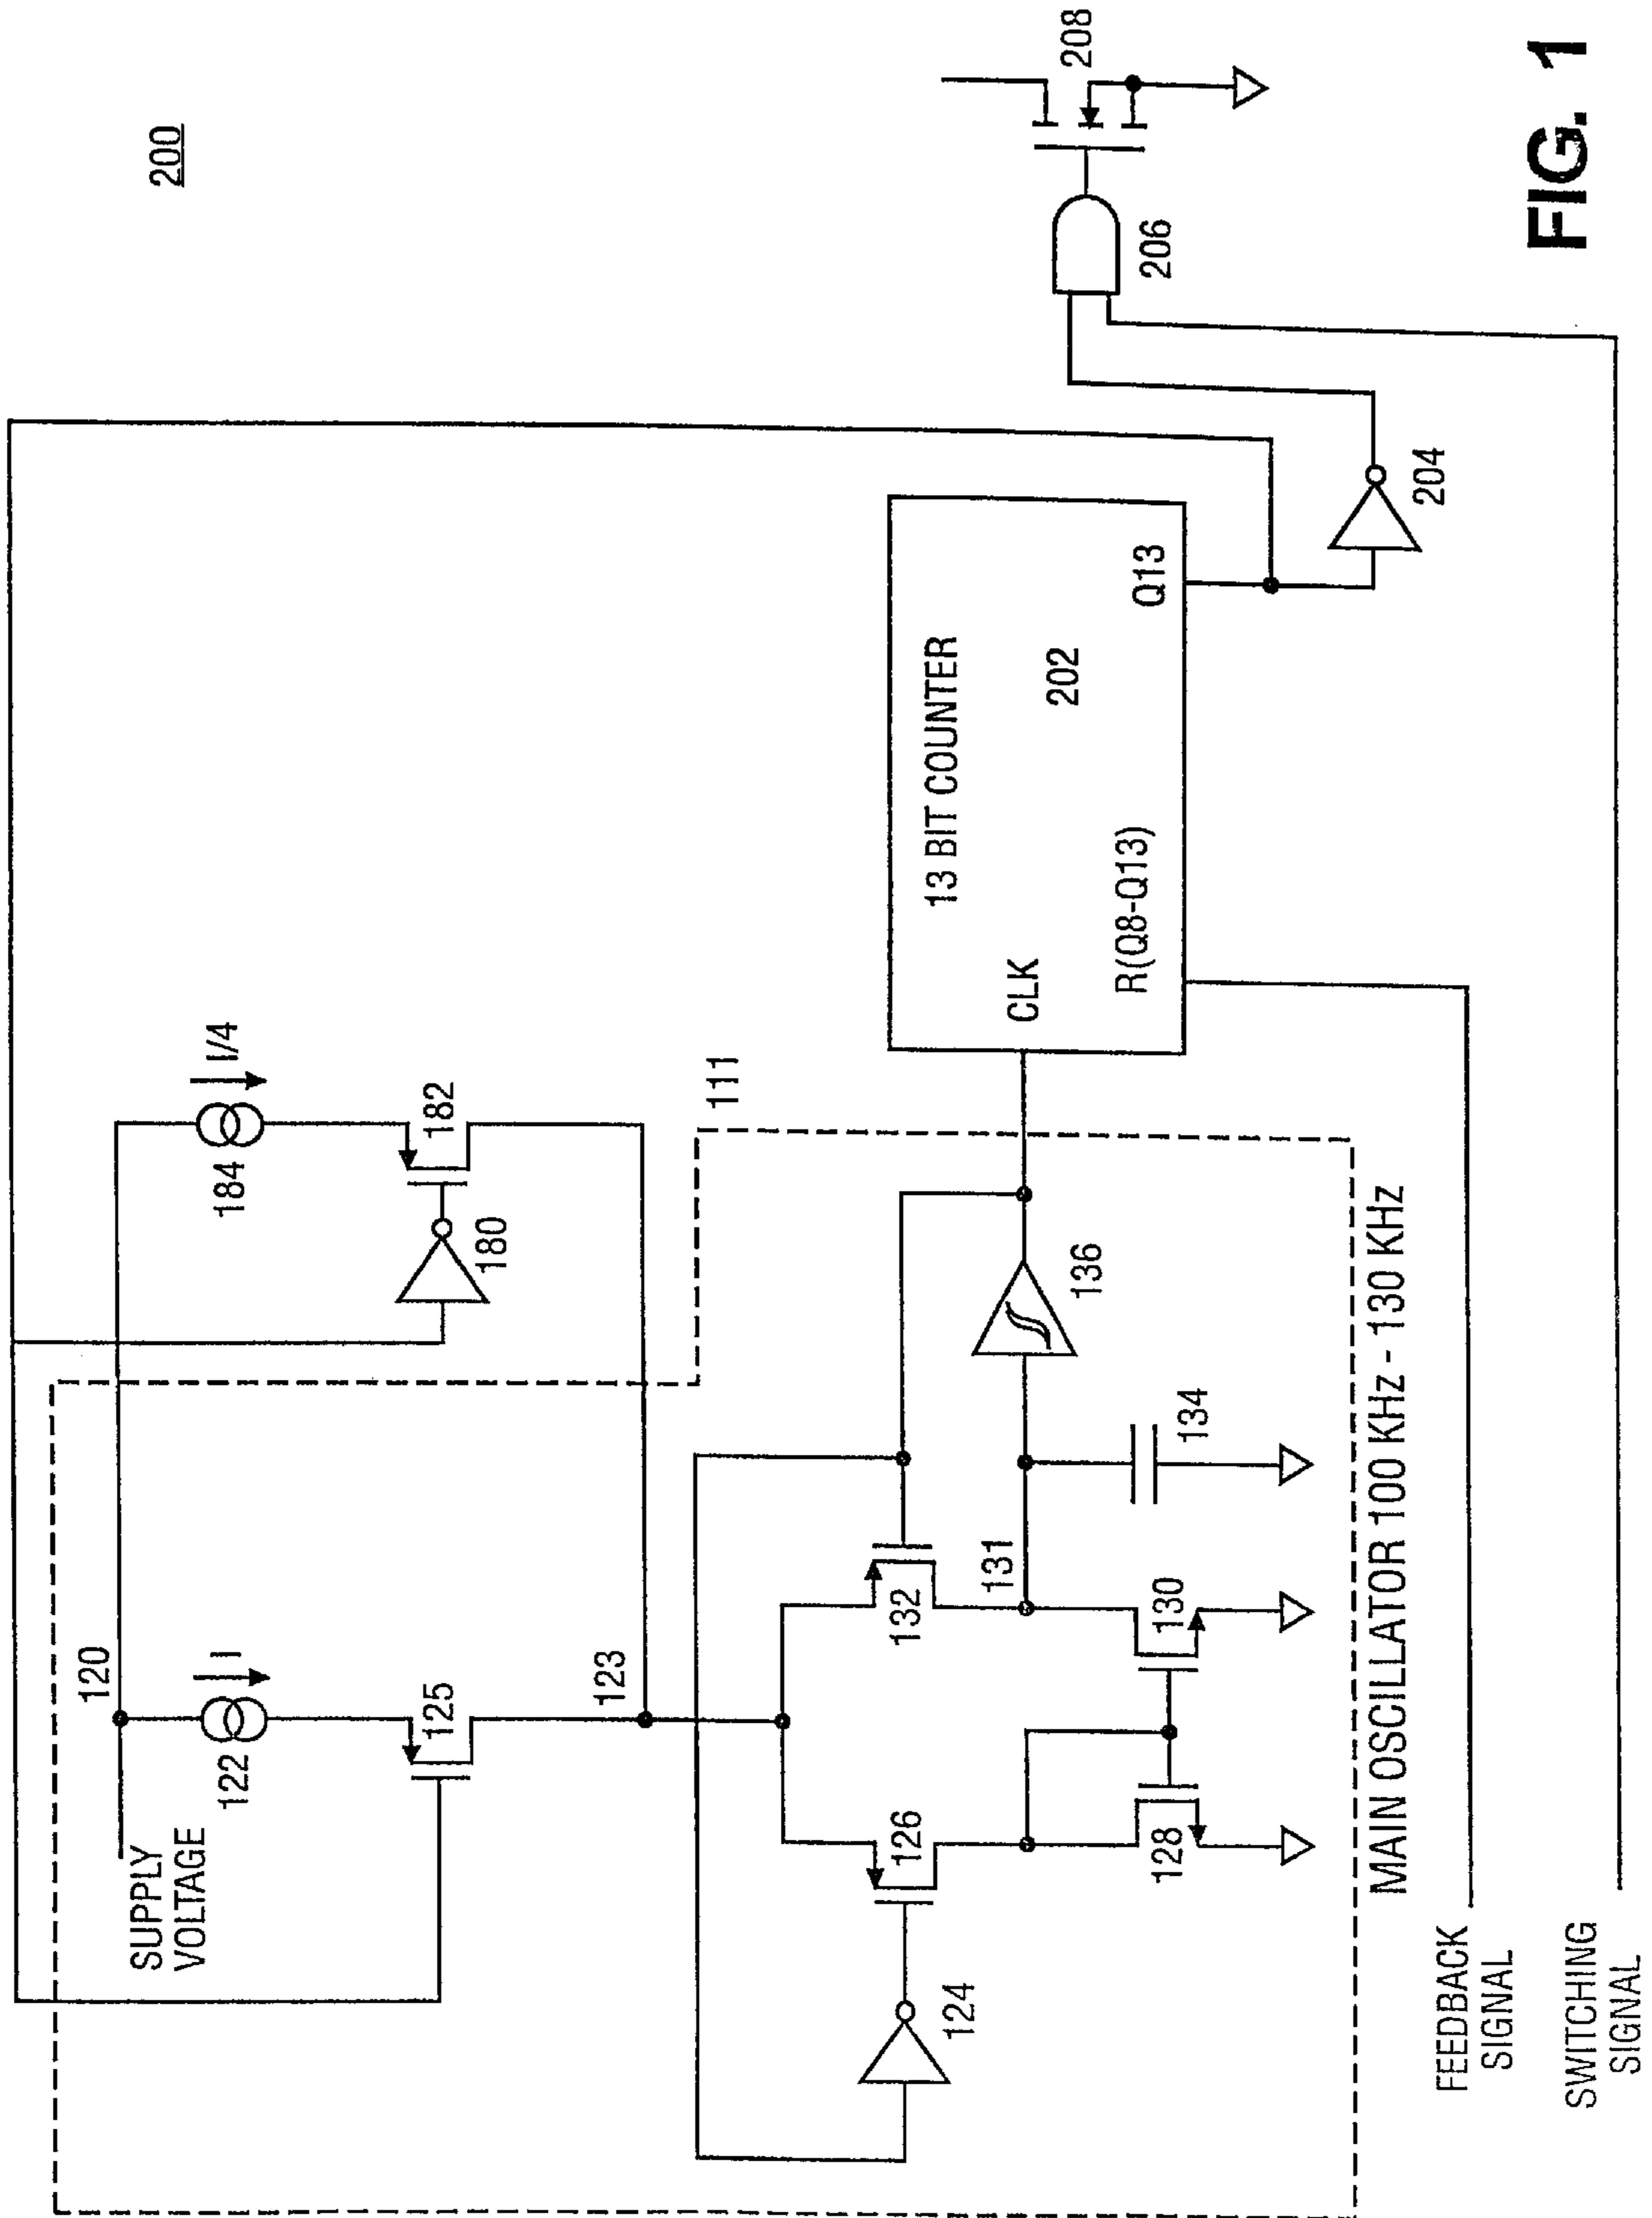 200
120
SUPPLY
VOLTAGE
122
I
125
123
184
I/4
182
180
111
124
126
128
132
131
130
134
136
13 BIT COUNTER
CLK
202
R(Q8-Q13)
Q13
204
206
208
MAIN OSCILLATOR 100 KHz - 130 KHz
FEEDBACK
SIGNAL
SWITCHING
SIGNAL
FIG. 1